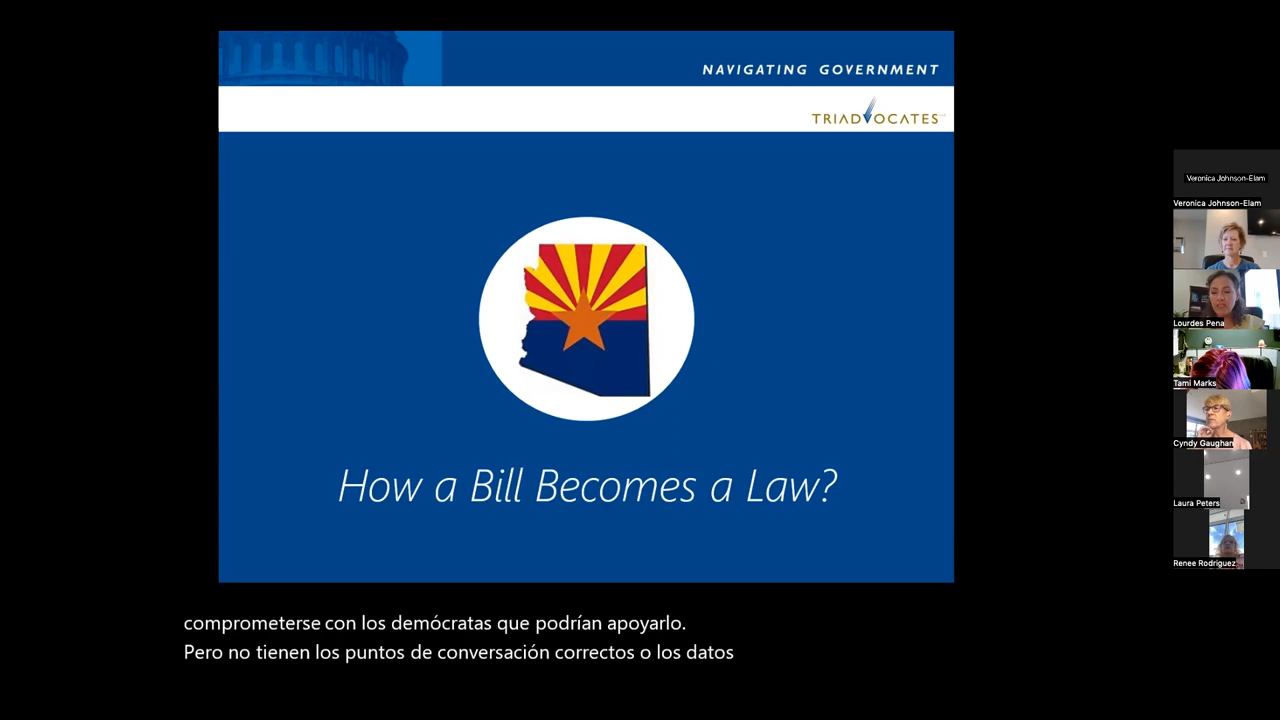 NAVIGATING GOVERNMENT
TRIADVOCATES
How a Bill Becomes a Law?
Veronica Johnson-Elam
Veronica Johnson-Elam
Lourdes Pena
Tami Marks
Cyndy Gaughan
Laura Peters
Renee Rodriguez
comprometerse con los demócratas que podrían apoyarlo.
Pero no tienen los puntos de conversación correctos o los datos